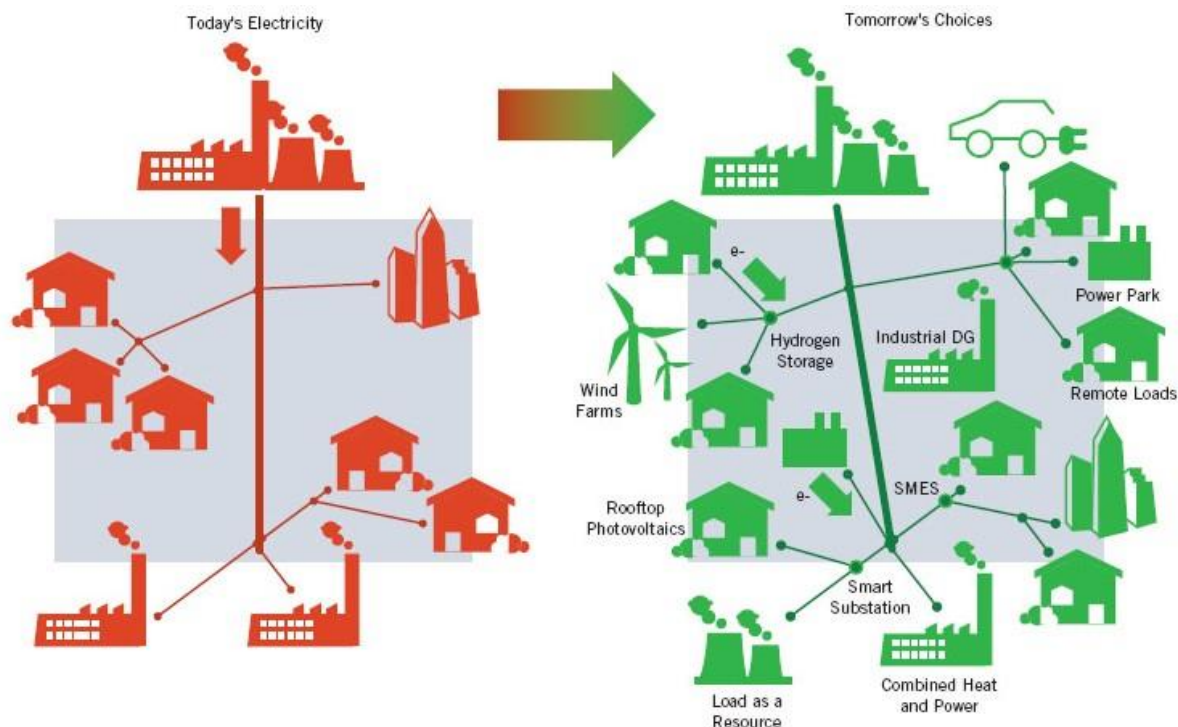 Today's Electricity
Tomorrow's Choices
e-
Power Park
Hydrogen
Storage
Industrial DG
Wind
Farms
Remote Loads
SMES
e-
Rooftop
Photovoltaics
Smart
Substation
Load as a
Resource
Combined Heat
and Power